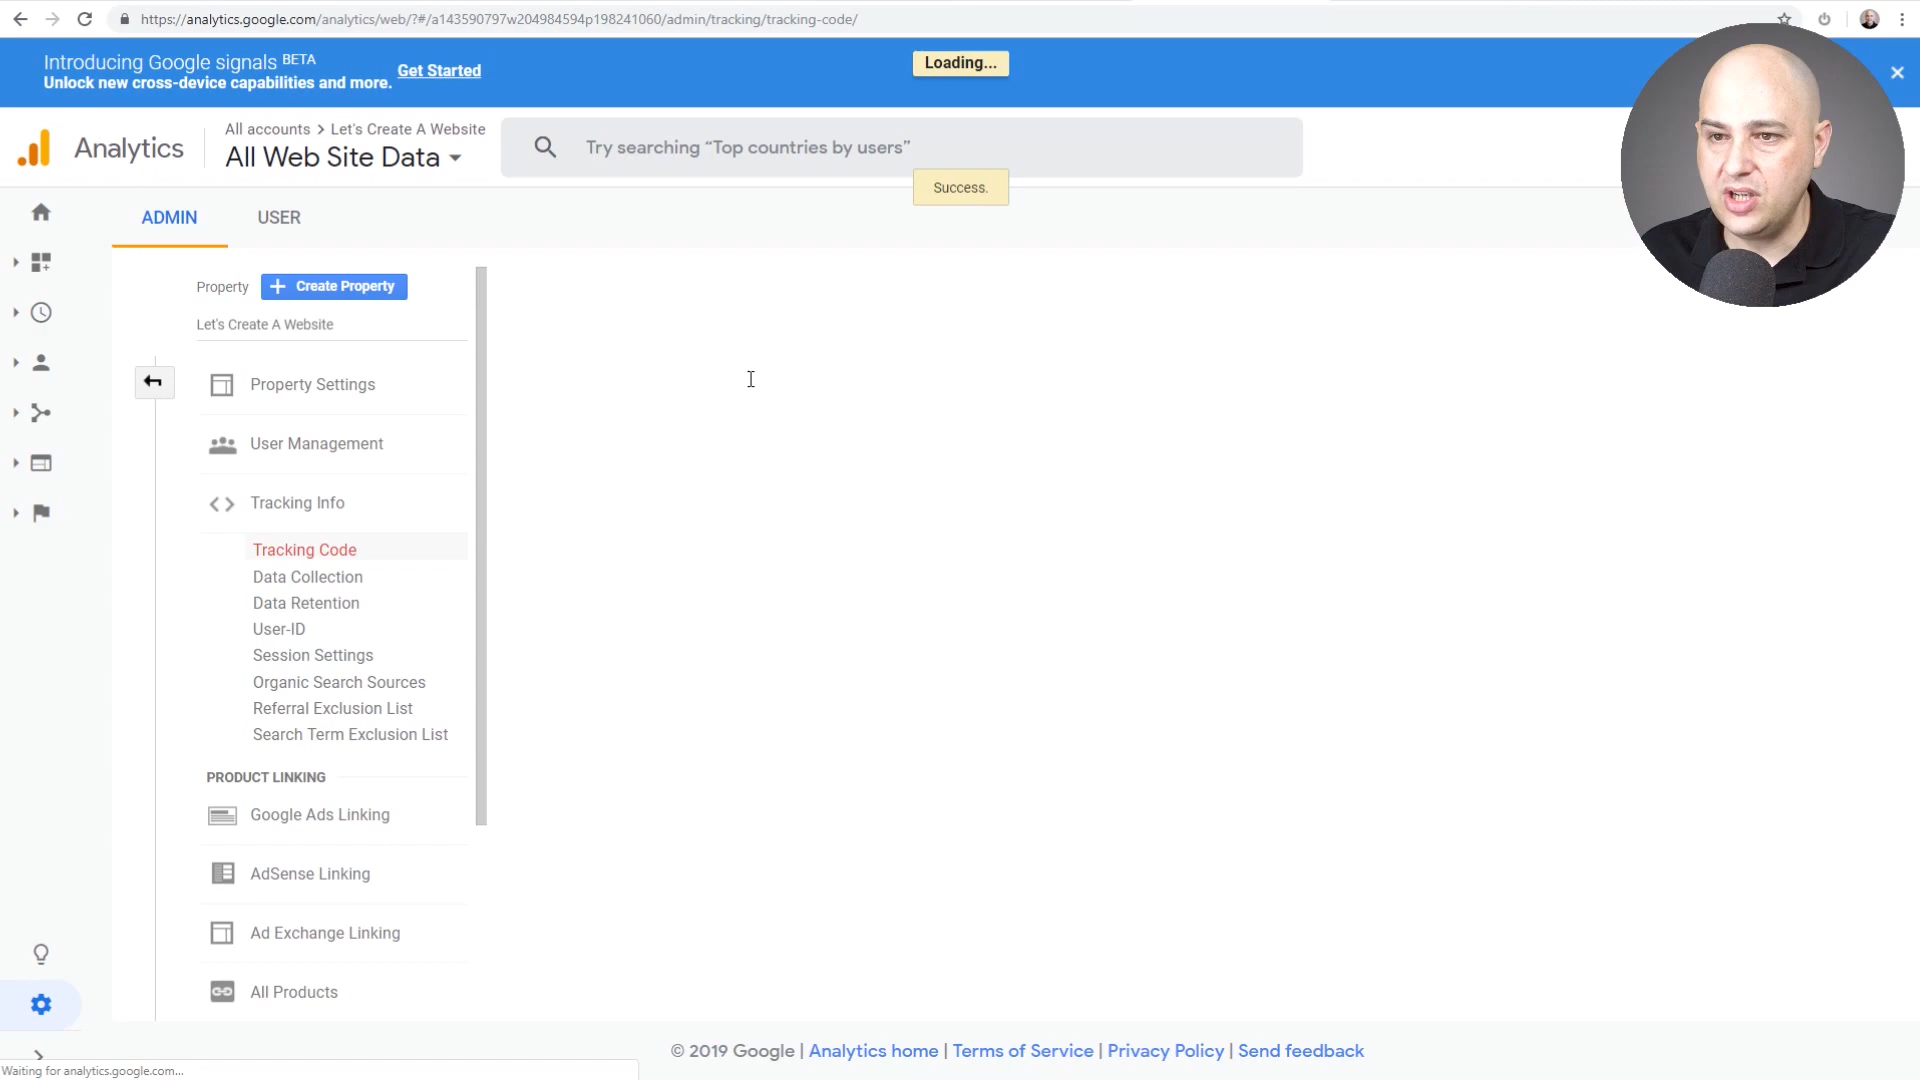 https://analytics.google.com/analytics/web/?#/a143590797w204984594p198241060/admin/tracking/tracking-code/
Introducing Google signals BETA
Unlock new cross-device capabilities and more.
Get Started
Loading...
Analytics
All accounts > Let's Create A Website
All Web Site Data
Try searching “Top countries by users”
Success.
ADMIN
USER
Property
Create Property
Let's Create A Website
Property Settings
User Management
Tracking Info
Tracking Code
Data Collection
Data Retention
User-ID
Session Settings
Organic Search Sources
Referral Exclusion List
Search Term Exclusion List
PRODUCT LINKING
Google Ads Linking
AdSense Linking
Ad Exchange Linking
All Products
© 2019 Google | Analytics home | Terms of Service | Privacy Policy | Send feedback
Waiting for analytics.google.com...